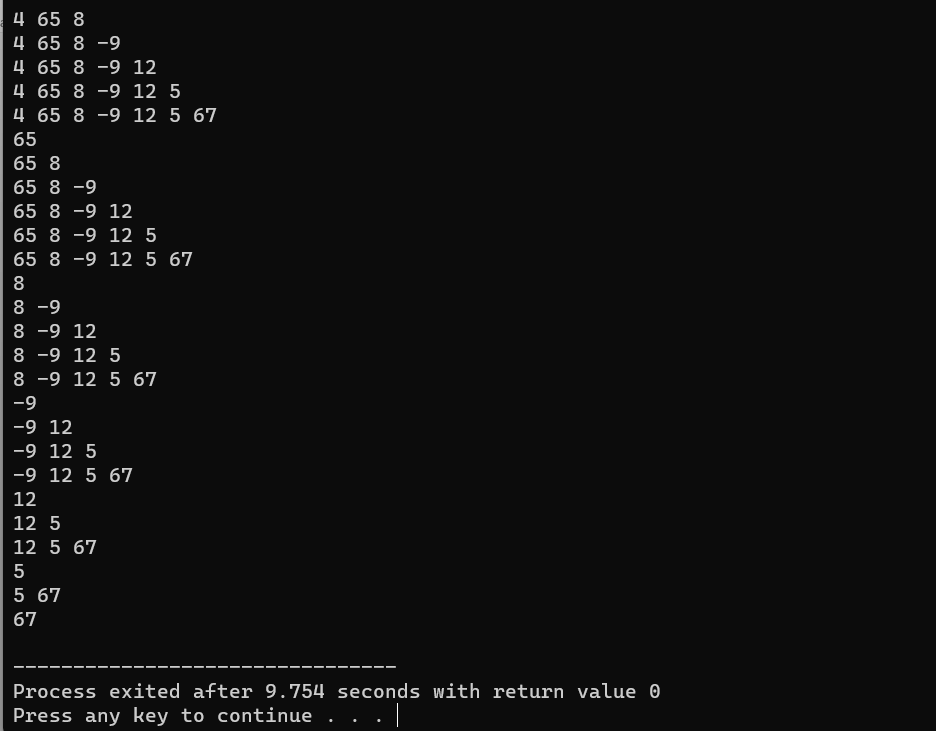 4 65 8
4 65 8 -9
4 65 8 -9 12
4 65 8 -9 12 5
4 65 8 -9 12 5 67
65
65 8
65 8 -9
65 8 -9 12
65 8 -9 12 5
65 8 -9 12 5 67
8
8 -9
8 -9 12
8 -9 12 5
8 -9 12 5 67
-9
-9 12
-9 12 5
-9 12 5 67
12
12 5
12 5 67
5
5 67
67
--------------------------------
Process exited after 9.754 seconds with return value 0
Press any key to continue . . .